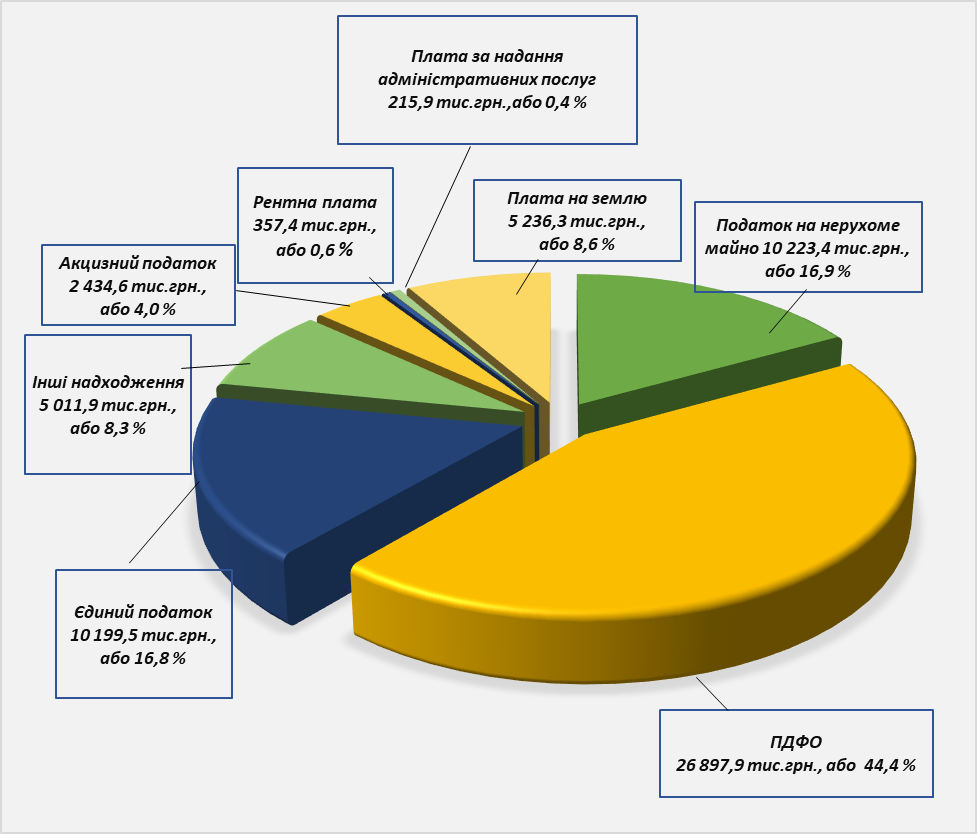 Плата за надання
адміністративних послуг
215,9 тис.грн.,або 0,4 %
Рентна плата
357,4 тис.грн.,
або 0,6 %
Плата на землю
5 236,3 тис.грн.,
або 8,6 %
Податок на нерухоме
майно 10 223,4 тис.грн.,
або 16,9 %
Акцизний податок
2 434,6 тис.грн.,
або 4,0 %
Інші надходження
5 011,9 тис.грн.,
або 8,3 %
Єдиний податок
10 199,5 тис.грн.,
або 16,8 %
ПДФО
26 897,9 тис.грн., або 44,4 %